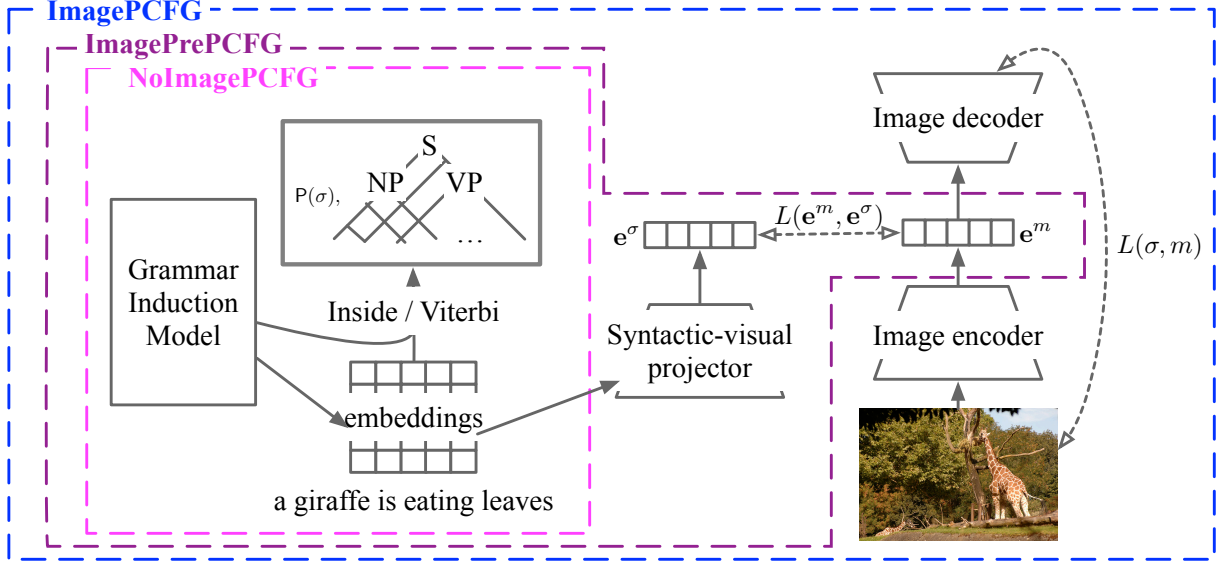 ImagePCFG
ImagePrePCFG
NoImagePCFG
S
NP
VP
P(σ),
...
Grammar
Induction
Model
Inside / Viterbi
embeddings
a giraffe is eating leaves
e^σ
L(e^m, e^σ)
e^m
Syntactic-visual
projector
Image decoder
Image encoder
L(σ, m)